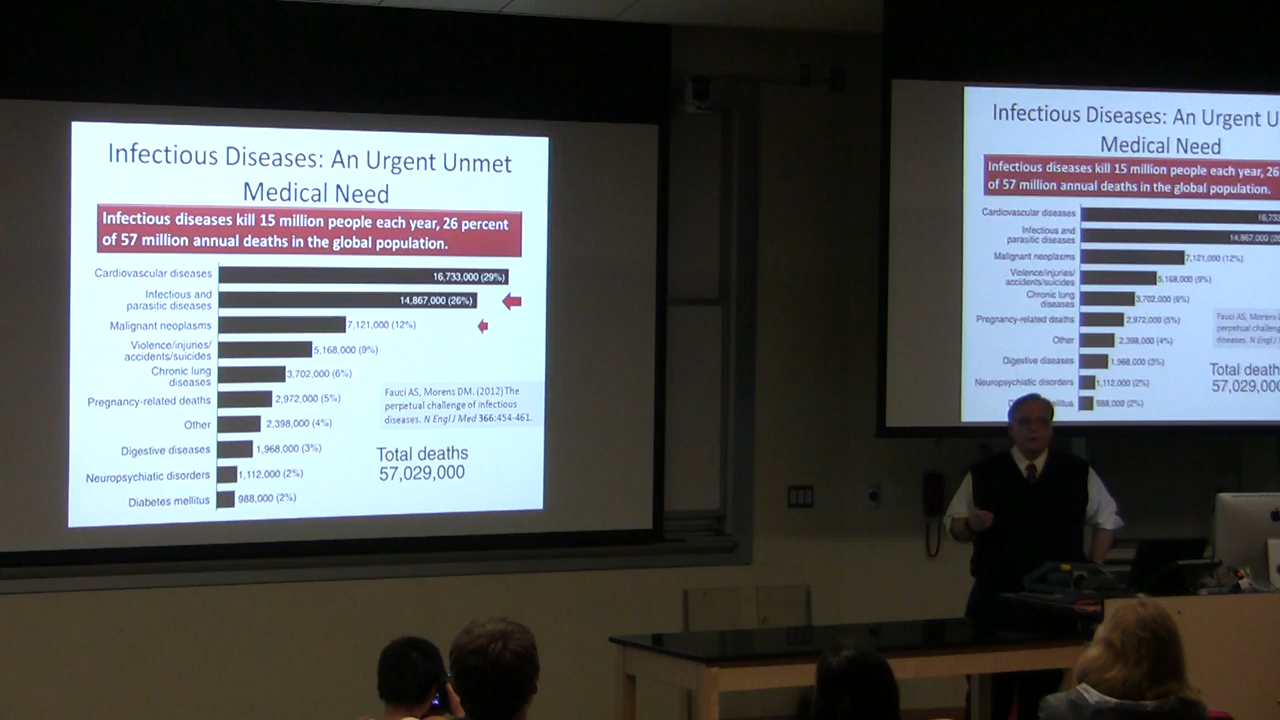 Infectious Diseases: An Urgent Unmet
Medical Need
Infectious diseases kill 15 million people each year, 26 percent
of 57 million annual deaths in the global population.
Cardiovascular diseases 16,733,000 (29%)
Infectious and
parasitic diseases 14,867,000 (26%)
Malignant neoplasms 7,121,000 (12%)
Violence/injuries/
accidents/suicides 5,168,000 (9%)
Chronic lung
diseases 3,702,000 (6%)
Pregnancy-related deaths 2,972,000 (5%)
Other 2,398,000 (4%)
Digestive diseases 1,968,000 (3%)
Neuropsychiatric disorders 1,112,000 (2%)
Diabetes mellitus 988,000 (2%)
Fauci AS, Morens DM. (2012) The
perpetual challenge of infectious
diseases. N Engl J Med 366:454-461.
Total deaths
57,029,000
Infectious Diseases: An Urgent U
Medical Need
Infectious diseases kill 15 million people each year, 26
of 57 million annual deaths in the global population.
Cardiovascular diseases 16,733
Infectious and
parasitic diseases 14,867,000 (2
Malignant neoplasms 7,121,000 (12%)
Violence/injuries/
accidents/suicides 5,168,000 (9%)
Chronic lung
diseases 3,702,000 (6%)
Pregnancy-related deaths 2,972,000 (5%)
Other 2,398,000 (4%)
Digestive diseases 1,968,000 (3%)
Neuropsychiatric disorders 1,112,000 (2%)
988,000 (2%)
Fauci AS, Morens
perpetual challenge
diseases. N Engl J
Total death
57,029,000